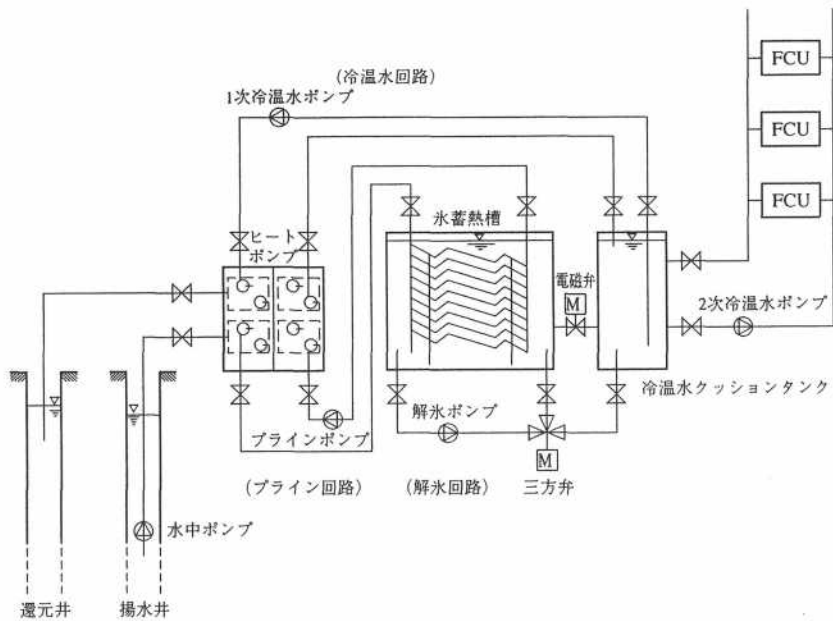 (冷温水回路)
1次冷温水ポンプ
FCU
FCU
FCU
ヒート
ポンプ
氷蓄熱槽
電磁弁
M
2次冷温水ポンプ
冷温水クッションタンク
解氷ポンプ
ブラインポンプ
M
(ブライン回路)
(解氷回路)
三方弁
水中ポンプ
還元井
揚水井